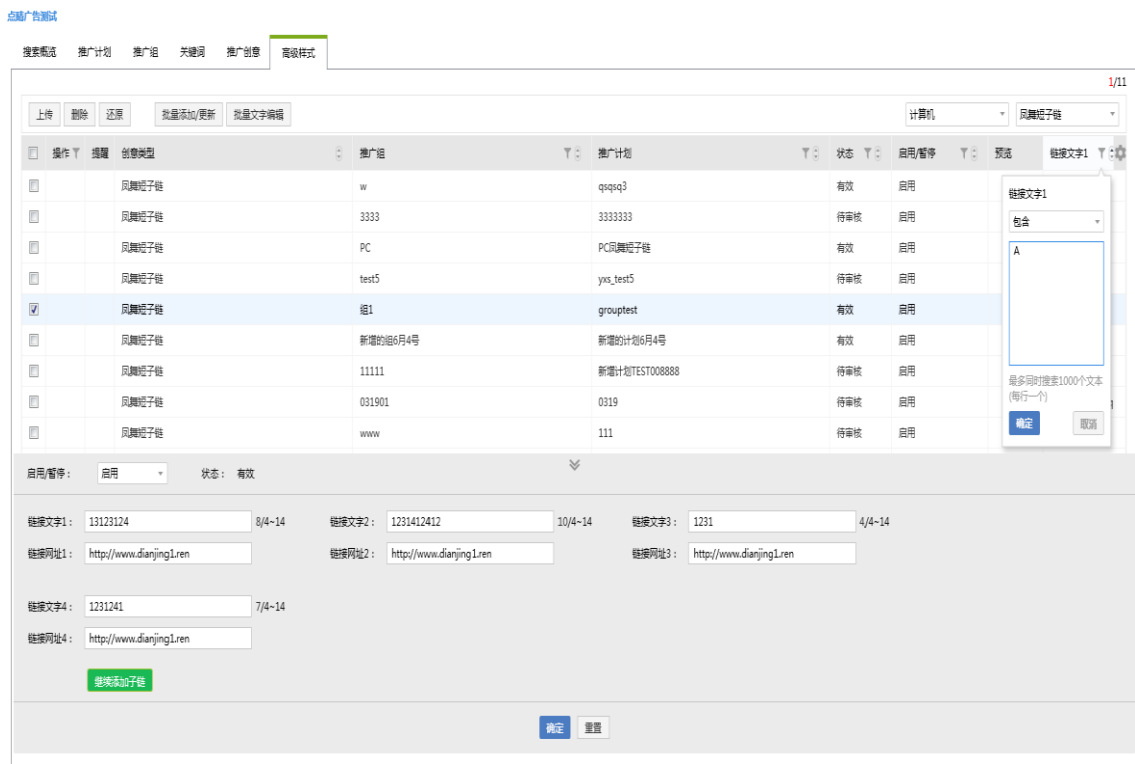 点睛广告测试
搜索概览 推广计划 推广组 关键词 推广创意 高级样式
1/11
上传 删除 还原 批量添加/更新 批量文字编辑 计算机 凤舞短子链
操作 提醒 创意类型 推广组 推广计划 状态 启用/暂停 预览 链接文字1
凤舞短子链 w qsqsq3 有效 启用
凤舞短子链 3333 3333333 待审核 启用
凤舞短子链 PC PC凤舞短子链 有效 启用
凤舞短子链 test5 yxs_test5 待审核 启用
凤舞短子链 组1 grouptest 有效 启用
凤舞短子链 新增的组6月4号 新增的计划6月4号 有效 启用
凤舞短子链 11111 新增计划TEST008888 待审核 启用
凤舞短子链 031901 0319 待审核 启用
凤舞短子链 www 111 待审核 启用
链接文字1
包含
A
最多同时搜索1000个文本
(每行一个)
确定 取消
启用/暂停： 启用 状态： 有效
链接文字1： 13123124 8/4~14 链接文字2： 1231412412 10/4~14 链接文字3： 1231 4/4~14
链接网址1： http://www.dianjing1.ren 链接网址2： http://www.dianjing1.ren 链接网址3： http://www.dianjing1.ren
链接文字4： 1231241 7/4~14
链接网址4： http://www.dianjing1.ren
继续添加子链
确定 重置